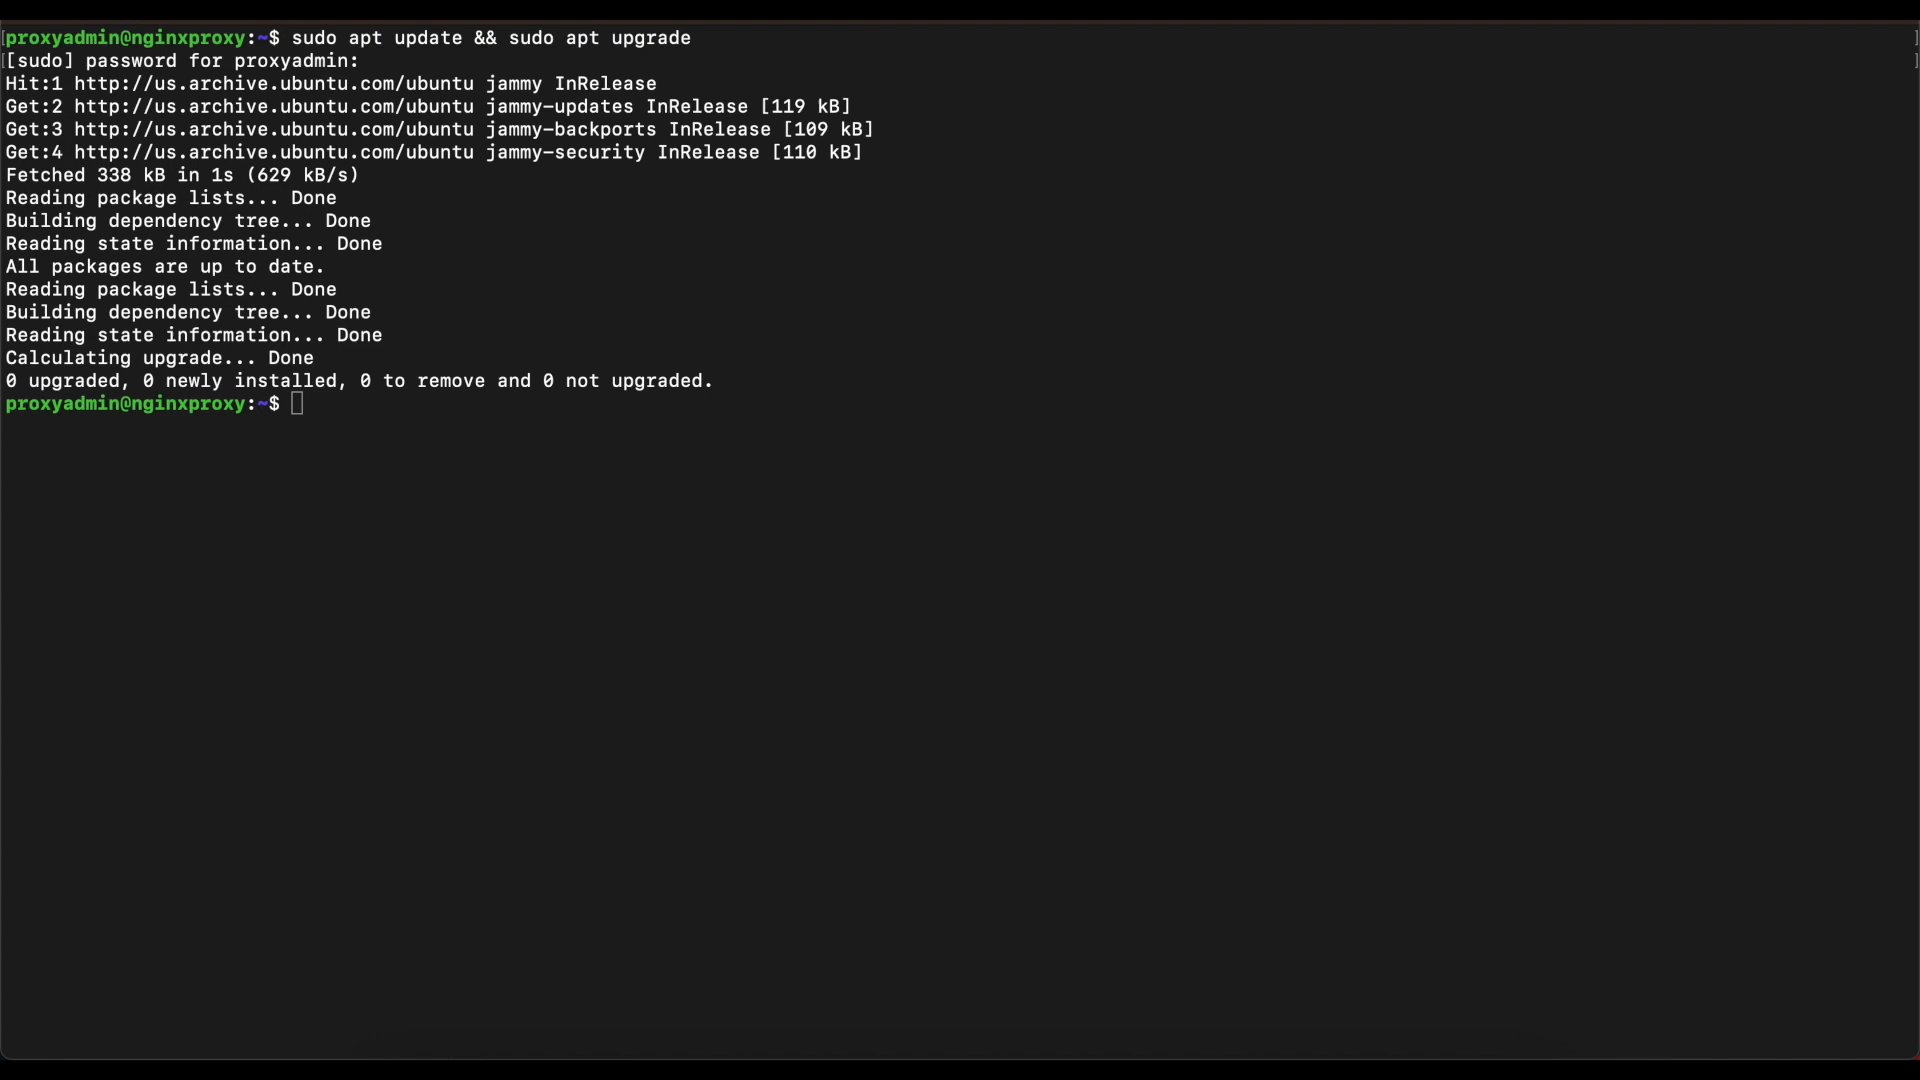 [proxyadmin@nginxproxy:~$ sudo apt update && sudo apt upgrade ]
[[sudo] password for proxyadmin: ]
Hit:1 http://us.archive.ubuntu.com/ubuntu jammy InRelease
Get:2 http://us.archive.ubuntu.com/ubuntu jammy-updates InRelease [119 kB]
Get:3 http://us.archive.ubuntu.com/ubuntu jammy-backports InRelease [109 kB]
Get:4 http://us.archive.ubuntu.com/ubuntu jammy-security InRelease [110 kB]
Fetched 338 kB in 1s (629 kB/s)
Reading package lists... Done
Building dependency tree... Done
Reading state information... Done
All packages are up to date.
Reading package lists... Done
Building dependency tree... Done
Reading state information... Done
Calculating upgrade... Done
0 upgraded, 0 newly installed, 0 to remove and 0 not upgraded.
proxyadmin@nginxproxy:~$